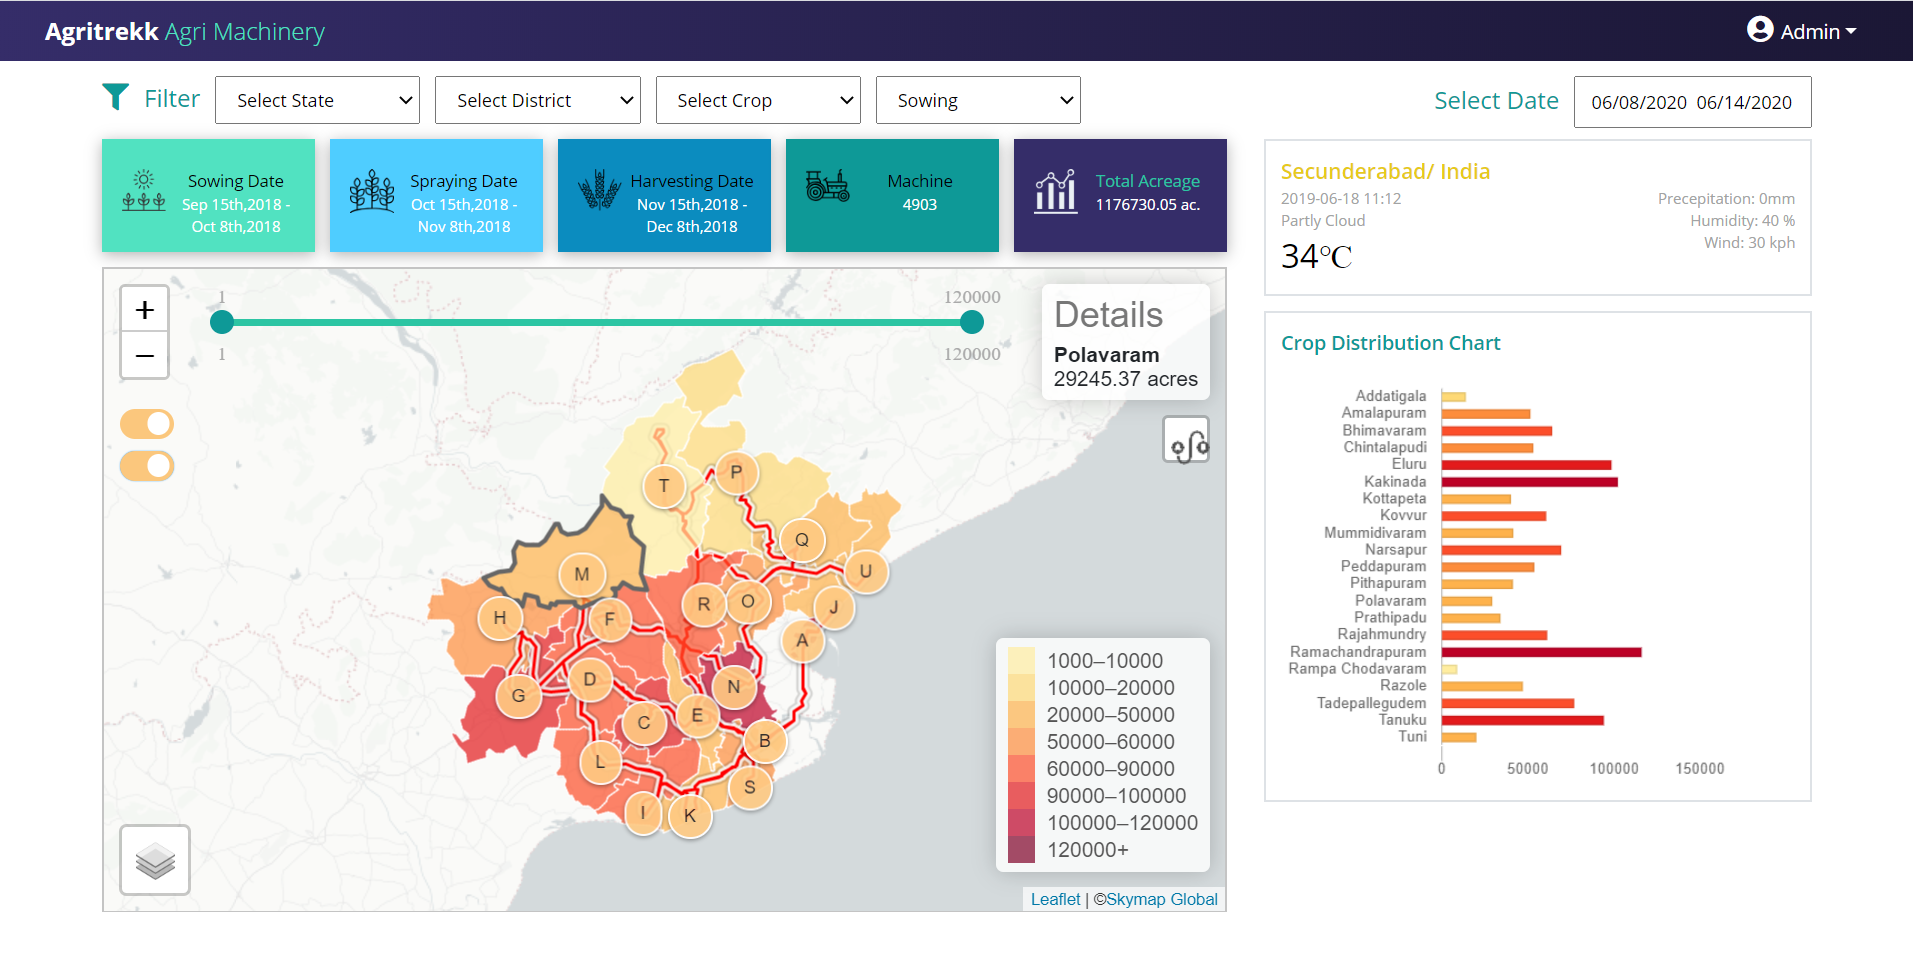 Agritrekk Agri Machinery
Admin
Filter
Select State
Select District
Select Crop
Sowing
Select Date
06/08/2020 06/14/2020
Sowing Date
Sep 15th,2018 -
Oct 8th,2018
Spraying Date
Oct 15th,2018 -
Nov 8th,2018
Harvesting Date
Nov 15th,2018 -
Dec 8th,2018
Machine
4903
Total Acreage
1176730.05 ac.
+
−
1
120000
1
120000
Details
Polavaram
29245.37 acres
T
P
Q
U
M
H
F
R
O
J
A
G
D
N
C
E
B
L
S
I
K
1000–10000
10000–20000
20000–50000
50000–60000
60000–90000
90000–100000
100000–120000
120000+
Leaflet | ©Skymap Global
Secunderabad/ India
2019-06-18 11:12
Partly Cloud
34°C
Precepitation: 0mm
Humidity: 40 %
Wind: 30 kph
Crop Distribution Chart
Addatigala
Amalapuram
Bhimavaram
Chintalapudi
Eluru
Kakinada
Kottapeta
Kovvur
Mummidivaram
Narsapur
Peddapuram
Pithapuram
Polavaram
Prathipadu
Rajahmundry
Ramachandrapuram
Rampa Chodavaram
Razole
Tadepallegudem
Tanuku
Tuni
0 50000 100000 150000